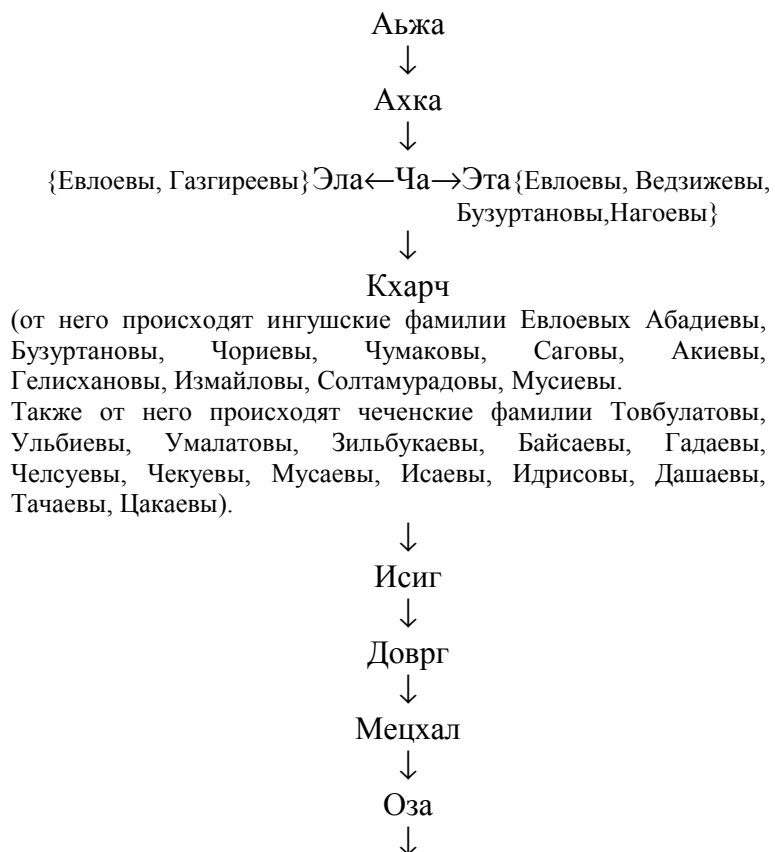 Аьжа
↓
Ахка
↓
{Евлоевы, Газгиреевы}Эла←Ча→Эта{Евлоевы, Ведзижевы,
Бузуртановы,Нагоевы}
↓
Кхарч
(от него происходят ингушские фамилии Евлоевых Абадиевы,
Бузуртановы, Чориевы, Чумаковы, Саговы, Акиевы,
Гелисхановы, Измайловы, Солтамурадовы, Мусиевы.
Также от него происходят чеченские фамилии Товбулатовы,
Ульбиевы, Умалатовы, Зильбукаевы, Байсаевы, Гадаевы,
Челсуевы, Чекуевы, Мусаевы, Исаевы, Идрисовы, Дашаевы,
Тачаевы, Цакаевы).
↓
Исиг
↓
Доврг
↓
Мецхал
↓
Оза
↓